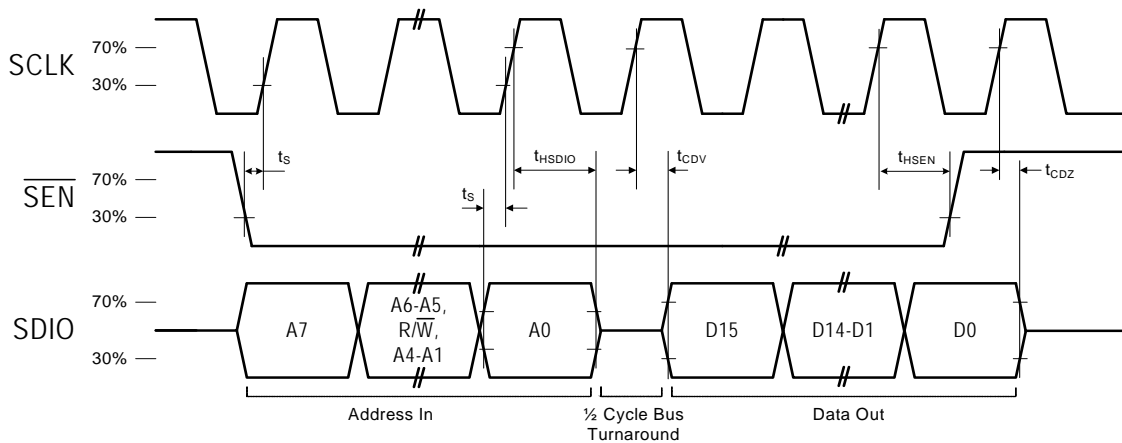 SCLK
70%
30%
SEN
70%
30%
tS
tS
tHSDIO
tCDV
tHSEN
tCDZ
SDIO
70%
30%
A7
A6-A5,
R/W,
A4-A1
A0
D15
D14-D1
D0
Address In
½ Cycle Bus
Turnaround
Data Out